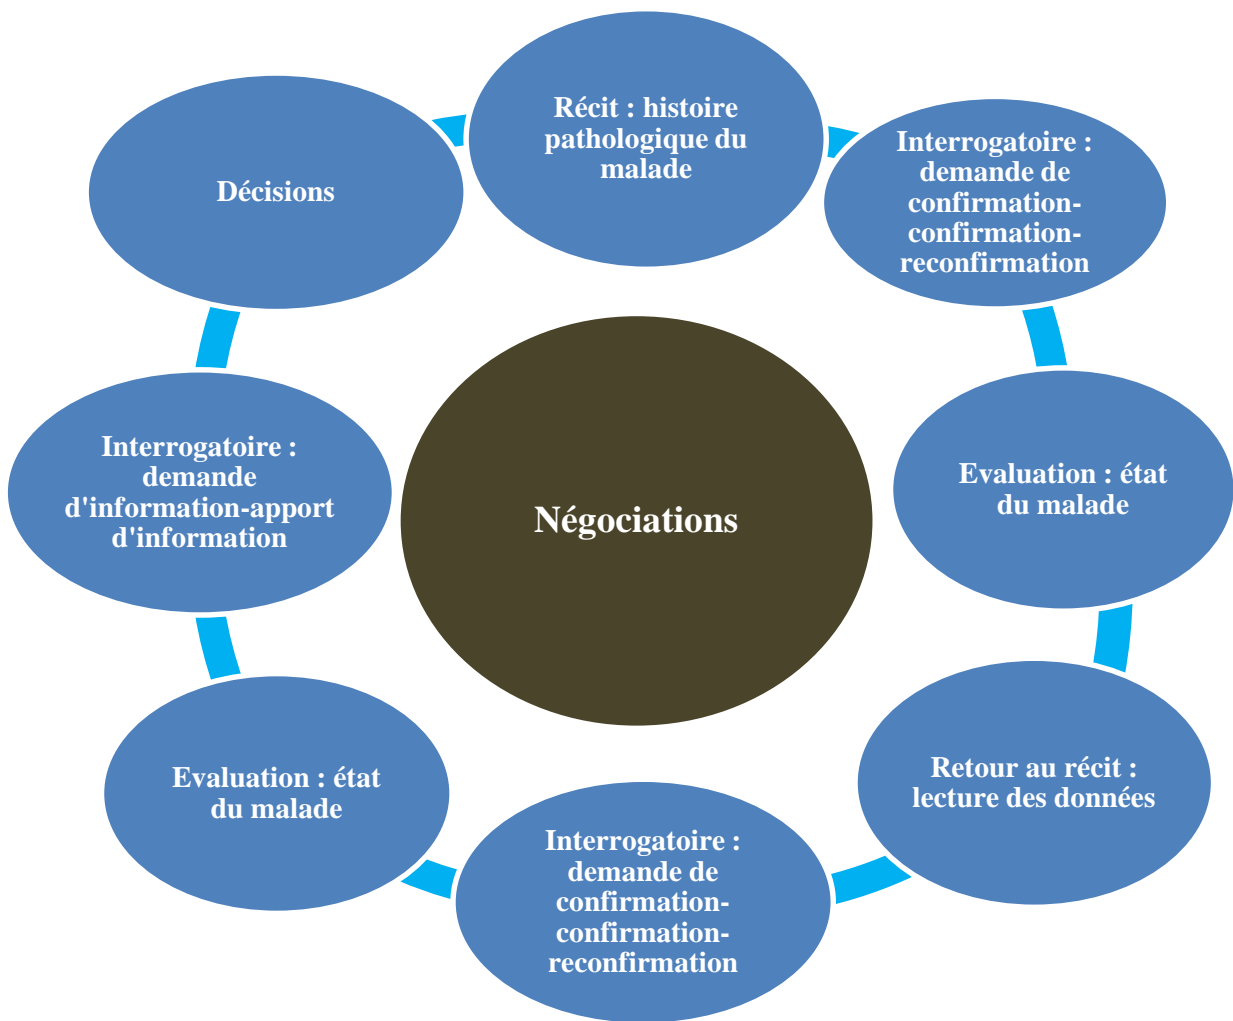 Récit : histoire
pathologique du
malade
Interrogatoire :
demande de
confirmation-
confirmation-
reconfirmation
Evaluation : état
du malade
Retour au récit :
lecture des données
Interrogatoire :
demande de
confirmation-
confirmation-
reconfirmation
Evaluation : état
du malade
Interrogatoire :
demande
d'information-apport
d'information
Décisions
Négociations